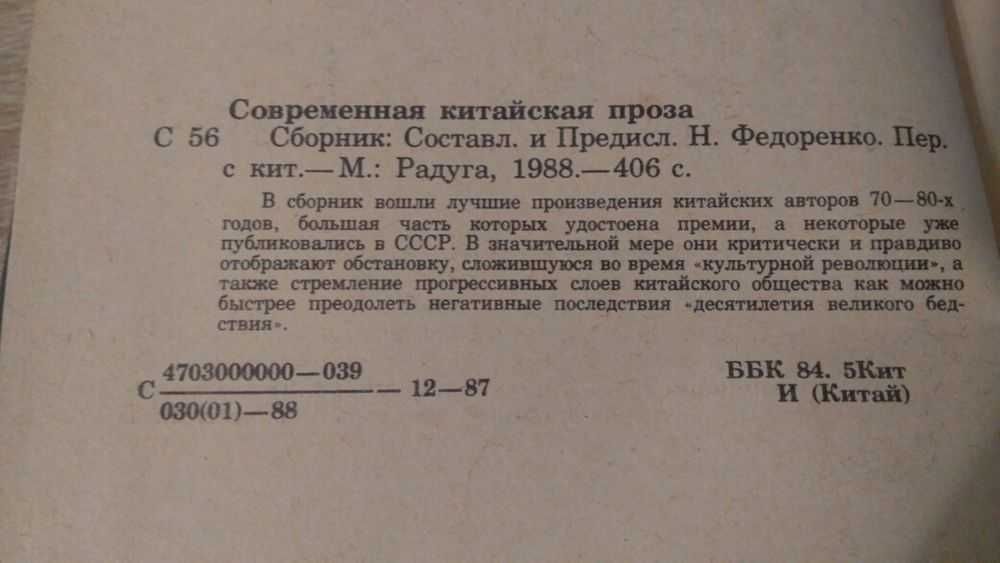 Современная китайская проза
С 56 Сборник: Составл. и Предисл. Н. Федоренко. Пер.
с кит.— М.: Радуга, 1988.—406 с.
В сборник вошли лучшие произведения китайских авторов 70—80-х
годов, большая часть которых удостоена премии, а некоторые уже
публиковались в СССР. В значительной мере они критически и правдиво
отображают обстановку, сложившуюся во время «культурной революции», а
также стремление прогрессивных слоев китайского общества как можно
быстрее преодолеть негативные последствия «десятилетия великого бед-
ствия».
4703000000—039
С — 12—87
030(01)—88
ББК 84. 5Кит
И (Китай)